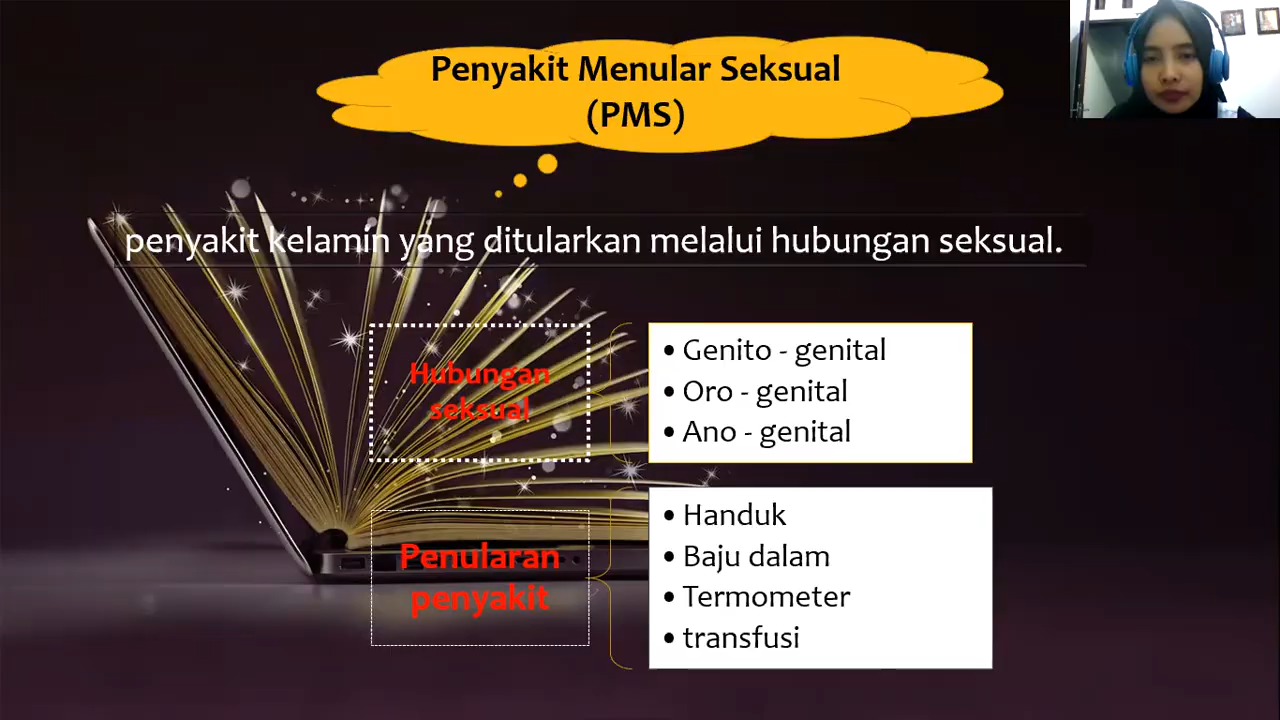 Penyakit Menular Seksual
(PMS)
penyakit kelamin yang ditularkan melalui hubungan seksual.
Hubungan
seksual
• Genito - genital
• Oro - genital
• Ano - genital
Penularan
penyakit
• Handuk
• Baju dalam
• Termometer
• transfusi